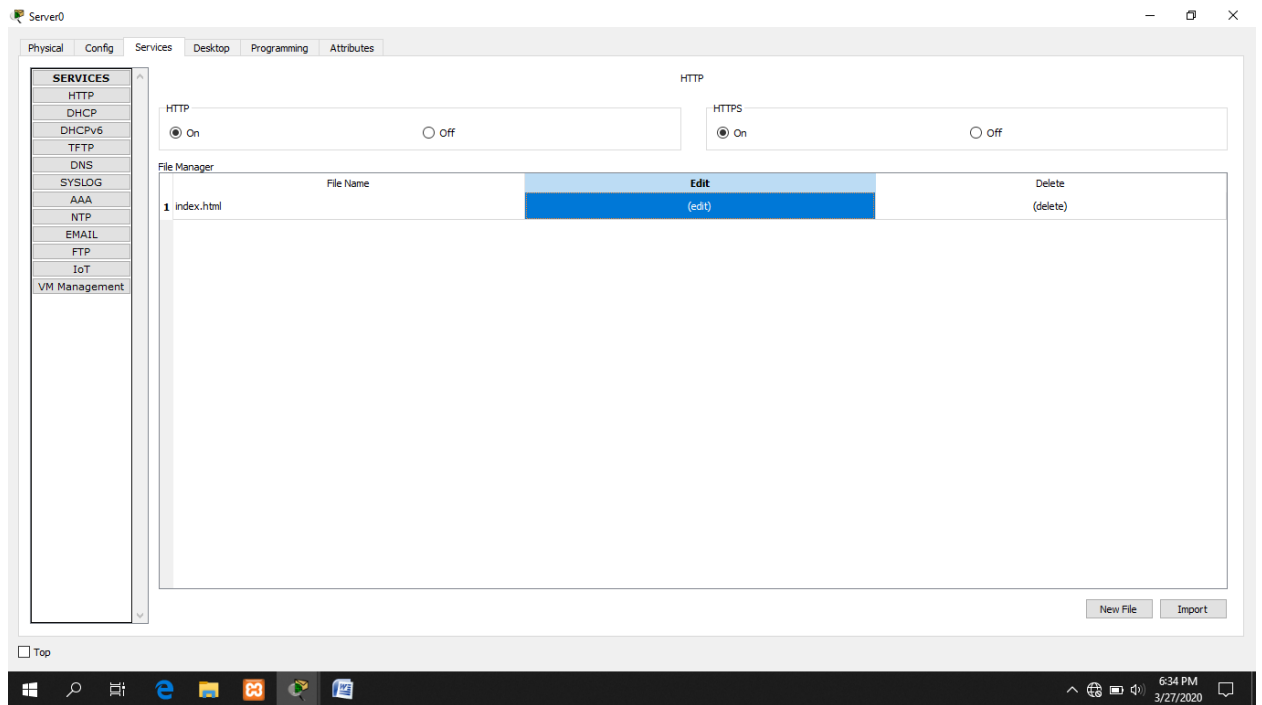 Server0
Physical Config Services Desktop Programming Attributes
SERVICES
HTTP
DHCP
DHCPv6
TFTP
DNS
SYSLOG
AAA
NTP
EMAIL
FTP
IoT
VM Management
HTTP
HTTP
On Off
HTTPS
On Off
File Manager
File Name Edit Delete
1 index.html (edit) (delete)
New File Import
Top
6:34 PM
3/27/2020